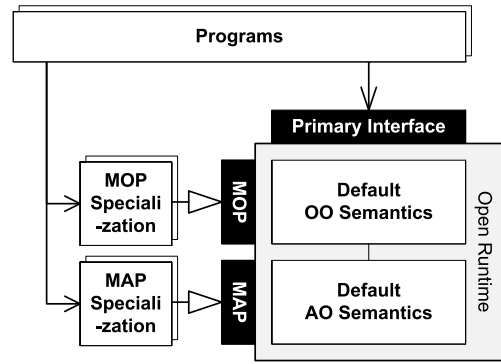 Programs
Primary Interface
MOP
Speciali
-zation
MOP
Default
OO Semantics
Open Runtime
MAP
Speciali
-zation
MAP
Default
AO Semantics